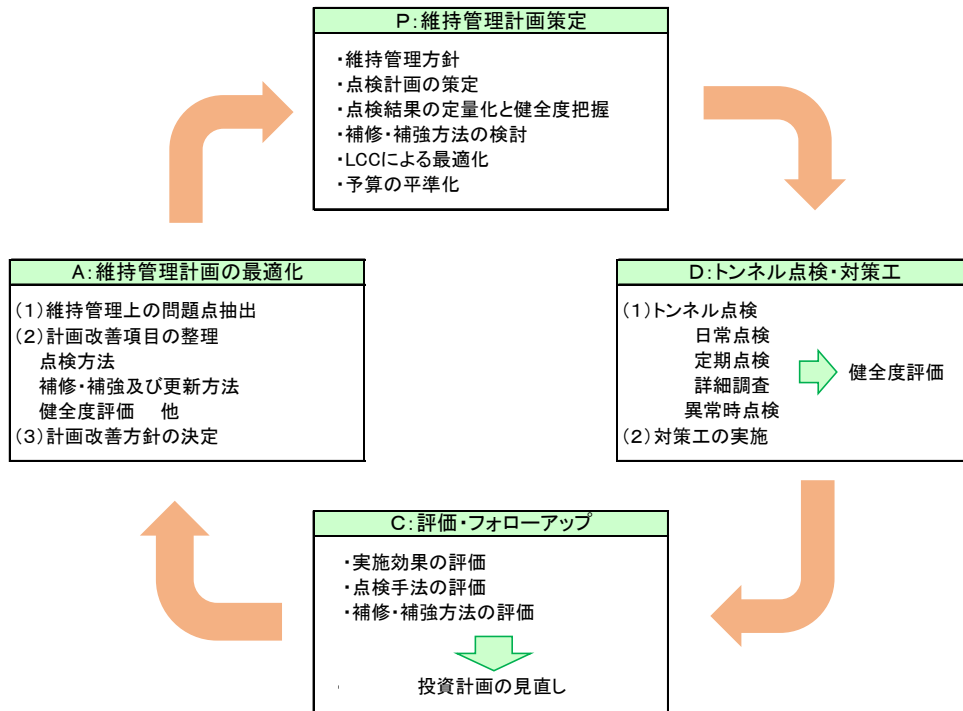 P:維持管理計画策定
・維持管理方針
・点検計画の策定
・点検結果の定量化と健全度把握
・補修・補強方法の検討
・LCCによる最適化
・予算の平準化
D:トンネル点検・対策工
(1)トンネル点検
日常点検
定期点検
詳細調査
異常時点検
健全度評価
(2)対策工の実施
C:評価・フォローアップ
・実施効果の評価
・点検手法の評価
・補修・補強方法の評価
投資計画の見直し
A:維持管理計画の最適化
(1)維持管理上の問題点抽出
(2)計画改善項目の整理
点検方法
補修・補強及び更新方法
健全度評価 他
(3)計画改善方針の決定